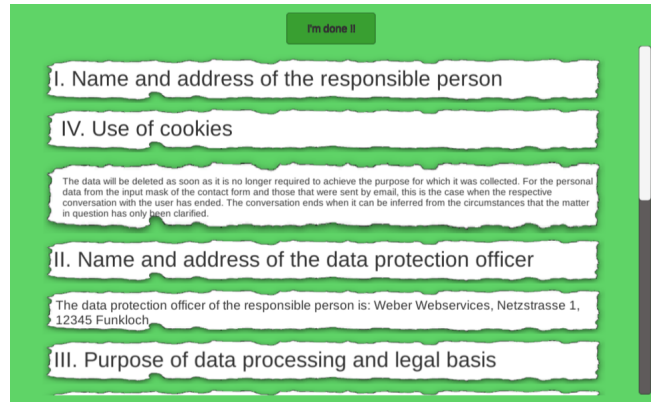 I'm done !!
I. Name and address of the responsible person
IV. Use of cookies
The data will be deleted as soon as it is no longer required to achieve the purpose for which it was collected. For the personal
data from the input mask of the contact form and those that were sent by email, this is the case when the respective
conversation with the user has ended. The conversation ends when it can be inferred from the circumstances that the matter
in question has only been clarified.
II. Name and address of the data protection officer
The data protection officer of the responsible person is: Weber Webservices, Netzstrasse 1,
12345 Funkloch
III. Purpose of data processing and legal basis